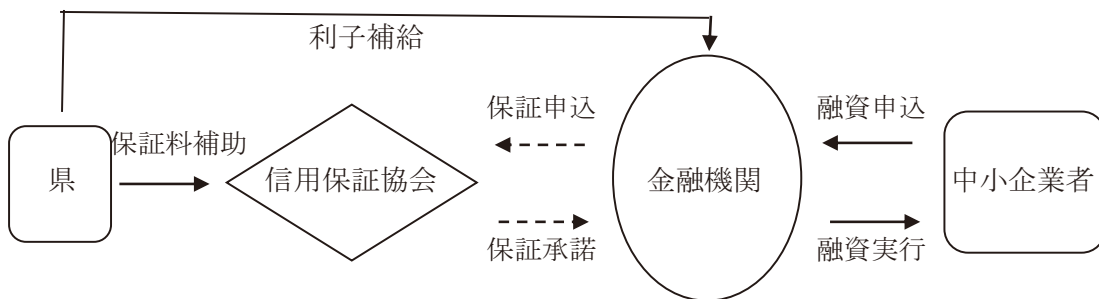 利子補給
保証申込
融資申込
保証料補助
県
信用保証協会
金融機関
中小企業者
保証承諾
融資実行